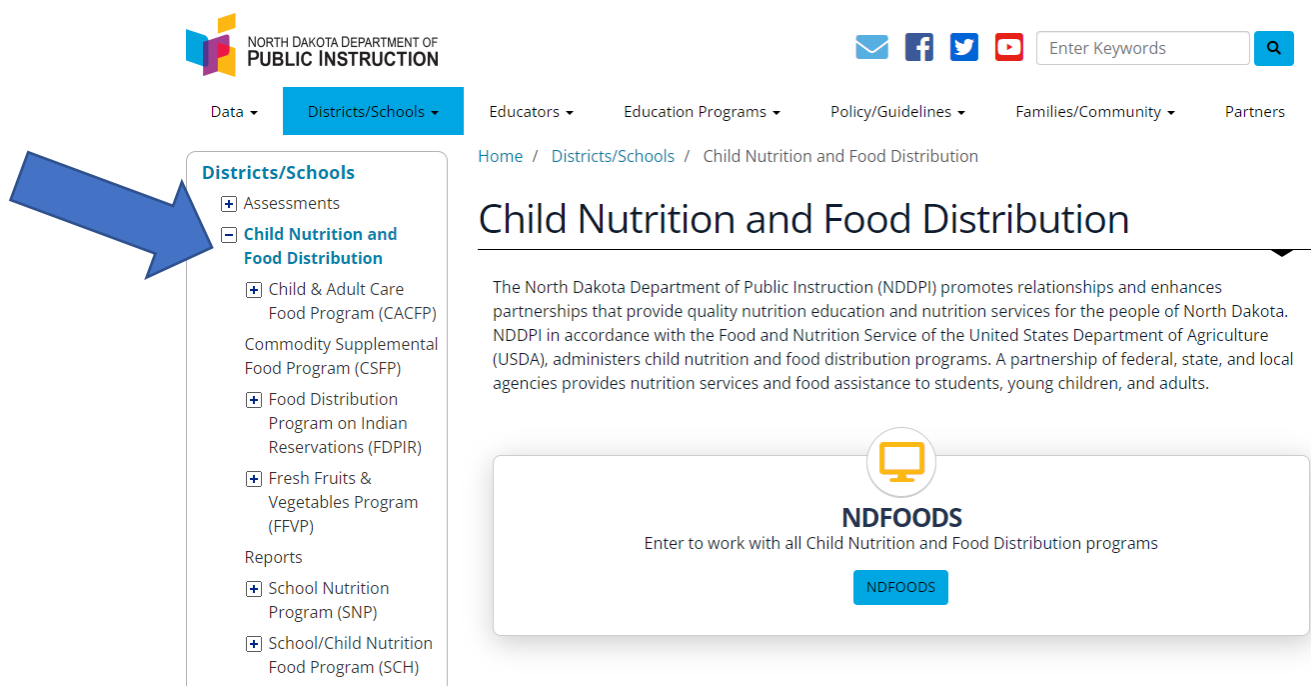 NORTH DAKOTA DEPARTMENT OF
PUBLIC INSTRUCTION
Enter Keywords
Data
Districts/Schools
Educators
Education Programs
Policy/Guidelines
Families/Community
Partners
Districts/Schools
Assessments
Child Nutrition and
Food Distribution
Child & Adult Care
Food Program (CACFP)
Commodity Supplemental
Food Program (CSFP)
Food Distribution
Program on Indian
Reservations (FDPIR)
Fresh Fruits &
Vegetables Program
(FFVP)
Reports
School Nutrition
Program (SNP)
School/Child Nutrition
Food Program (SCH)
Home / Districts/Schools / Child Nutrition and Food Distribution
Child Nutrition and Food Distribution
The North Dakota Department of Public Instruction (NDDPI) promotes relationships and enhances
partnerships that provide quality nutrition education and nutrition services for the people of North Dakota.
NDDPI in accordance with the Food and Nutrition Service of the United States Department of Agriculture
(USDA), administers child nutrition and food distribution programs. A partnership of federal, state, and local
agencies provides nutrition services and food assistance to students, young children, and adults.
NDFOODS
Enter to work with all Child Nutrition and Food Distribution programs
NDFOODS